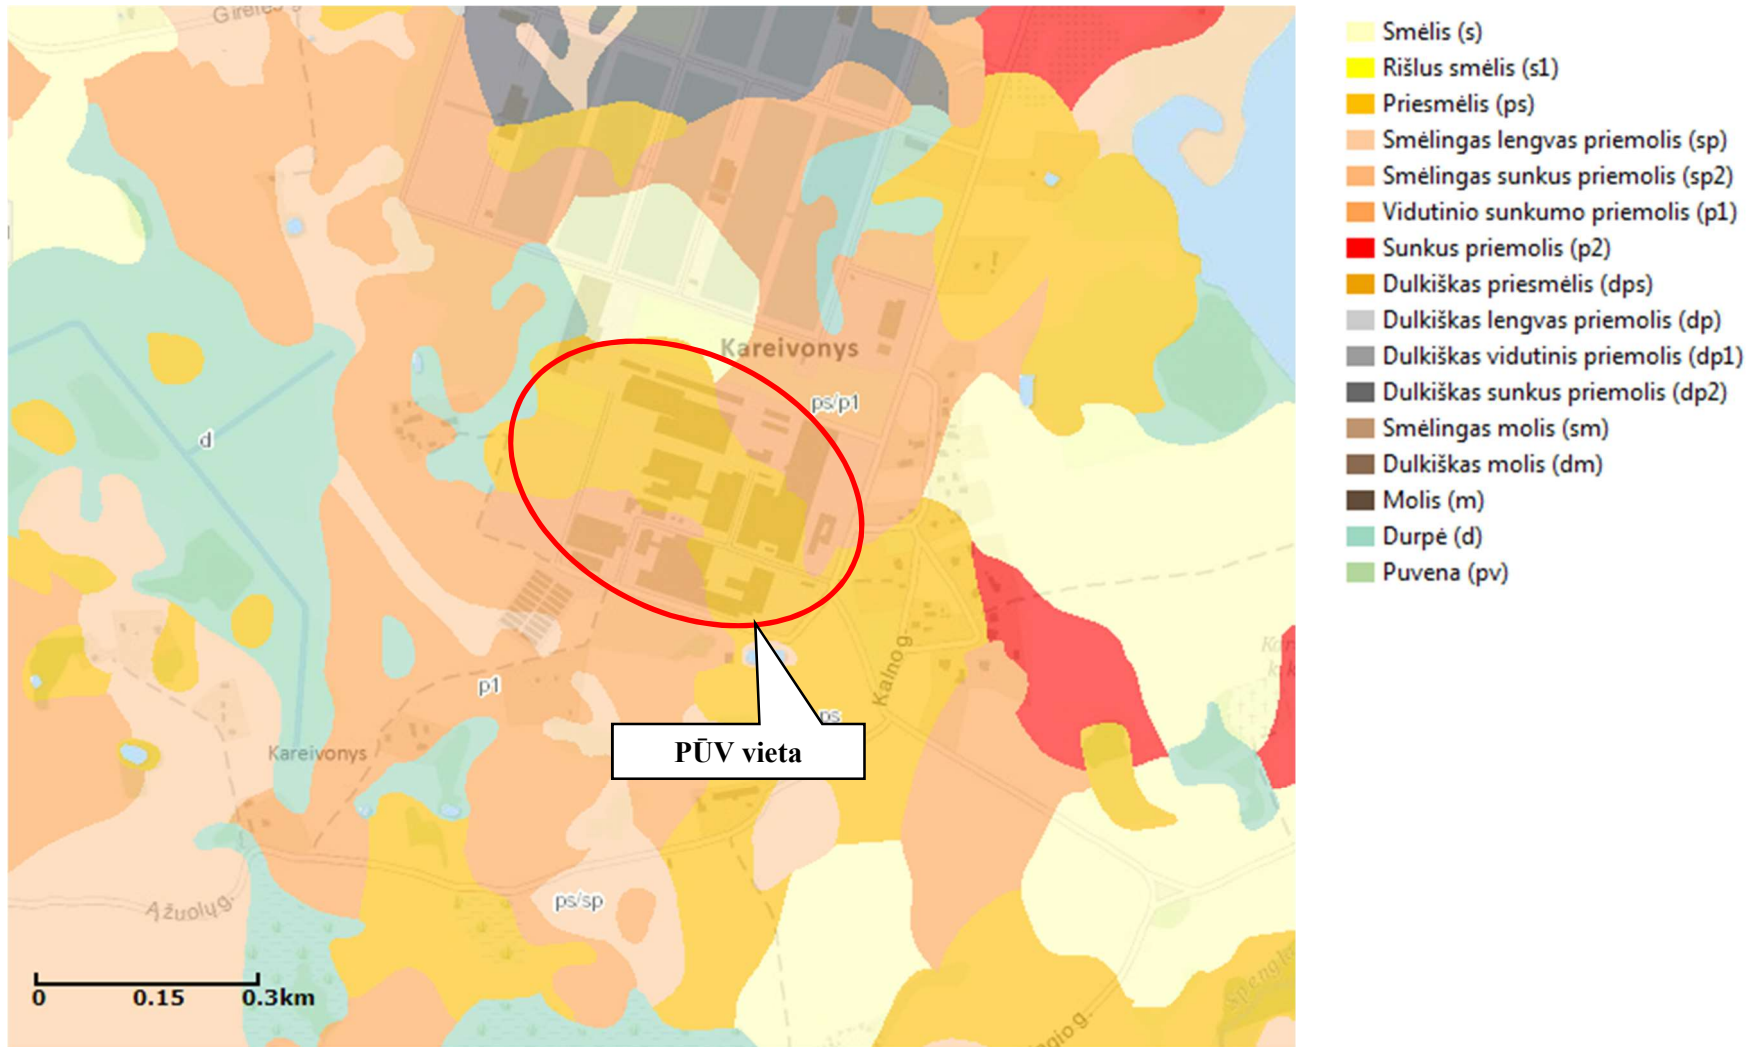 Girelės g.
Kareivonys
ps/p1
d
p1
Kalno g.
ps
PŪV vieta
Kareivonys
ps/sp
Ąžuolų g.
0 0.15 0.3km
Smėlis (s)
Rišlus smėlis (s1)
Priesmėlis (ps)
Smėlingas lengvas priemolis (sp)
Smėlingas sunkus priemolis (sp2)
Vidutinio sunkumo priemolis (p1)
Sunkus priemolis (p2)
Dulkiškas priesmėlis (dps)
Dulkiškas lengvas priemolis (dp)
Dulkiškas vidutinis priemolis (dp1)
Dulkiškas sunkus priemolis (dp2)
Smėlingas molis (sm)
Dulkiškas molis (dm)
Molis (m)
Durpė (d)
Puvena (pv)